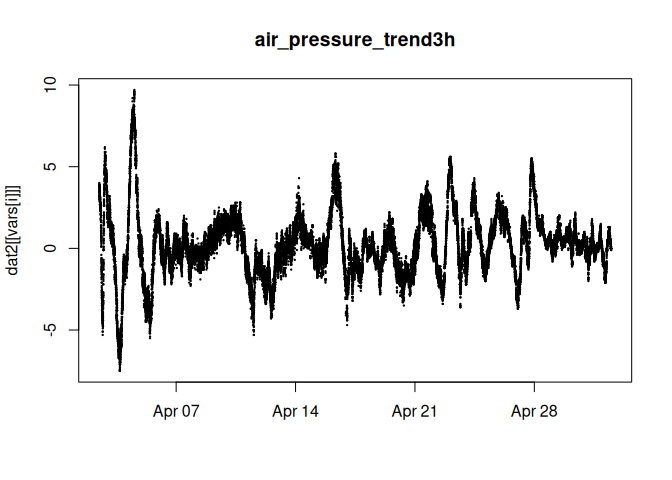 air_pressure_trend3h
dat2[[vars[i]]]
10
5
0
-5
Apr 07
Apr 14
Apr 21
Apr 28